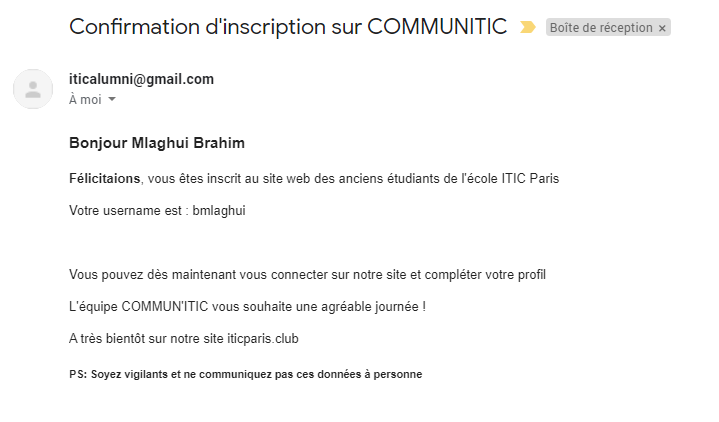 Confirmation d'inscription sur COMMUNITIC
Boîte de réception ×
iticalumni@gmail.com
À moi
Bonjour Mlaghui Brahim
Félicitaions, vous êtes inscrit au site web des anciens étudiants de l'école ITIC Paris
Votre username est : bmlaghui
Vous pouvez dès maintenant vous connecter sur notre site et compléter votre profil
L'équipe COMMUN'ITIC vous souhaite une agréable journée !
A très bientôt sur notre site iticparis.club
PS: Soyez vigilants et ne communiquez pas ces données à personne